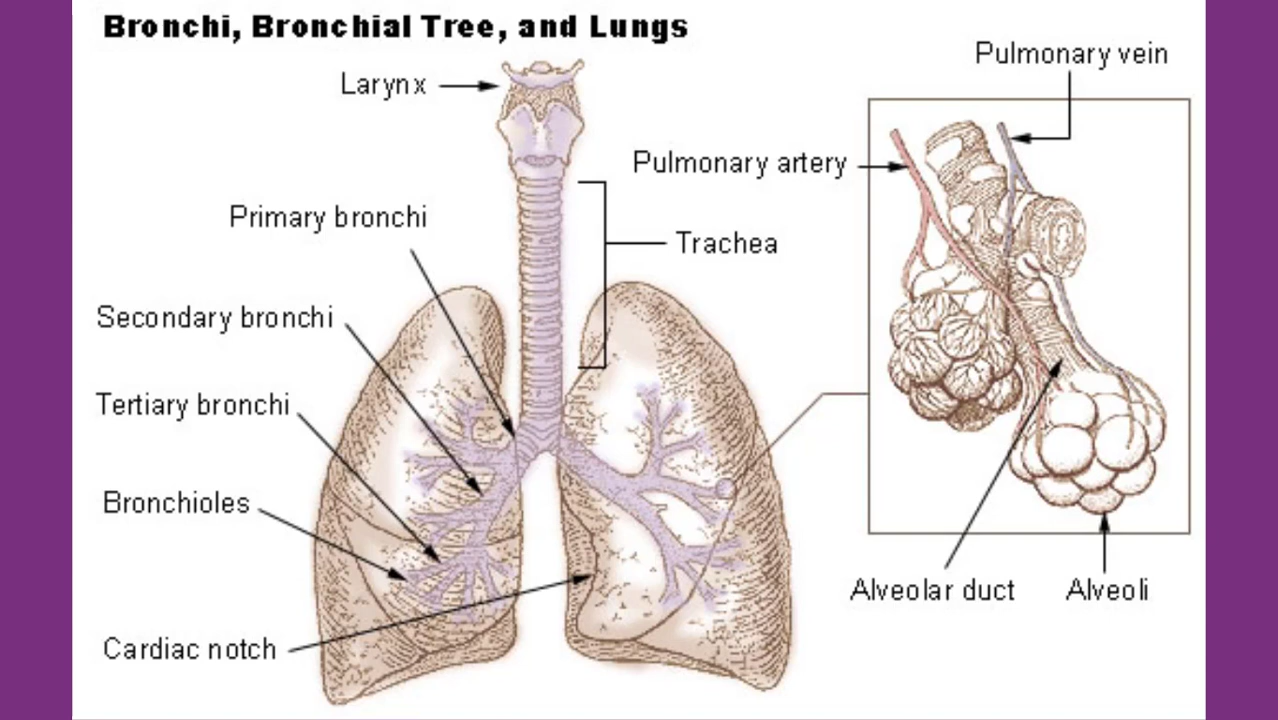 Bronchi, Bronchial Tree, and Lungs
Larynx
Pulmonary vein
Pulmonary artery
Primary bronchi
Trachea
Secondary bronchi
Tertiary bronchi
Bronchioles
Alveolar duct
Alveoli
Cardiac notch